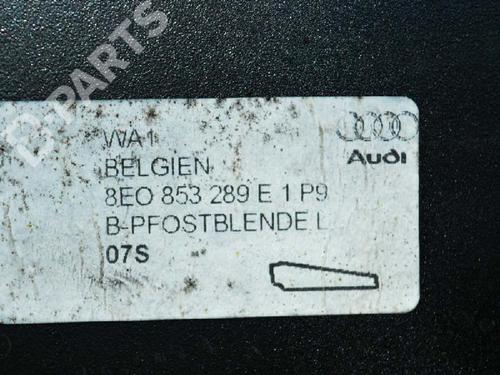 B-PARTS
WA1
BELGIEN
Audi
8E0 853 289 E 1 P9
B-PFOSTBLENDE L
07S